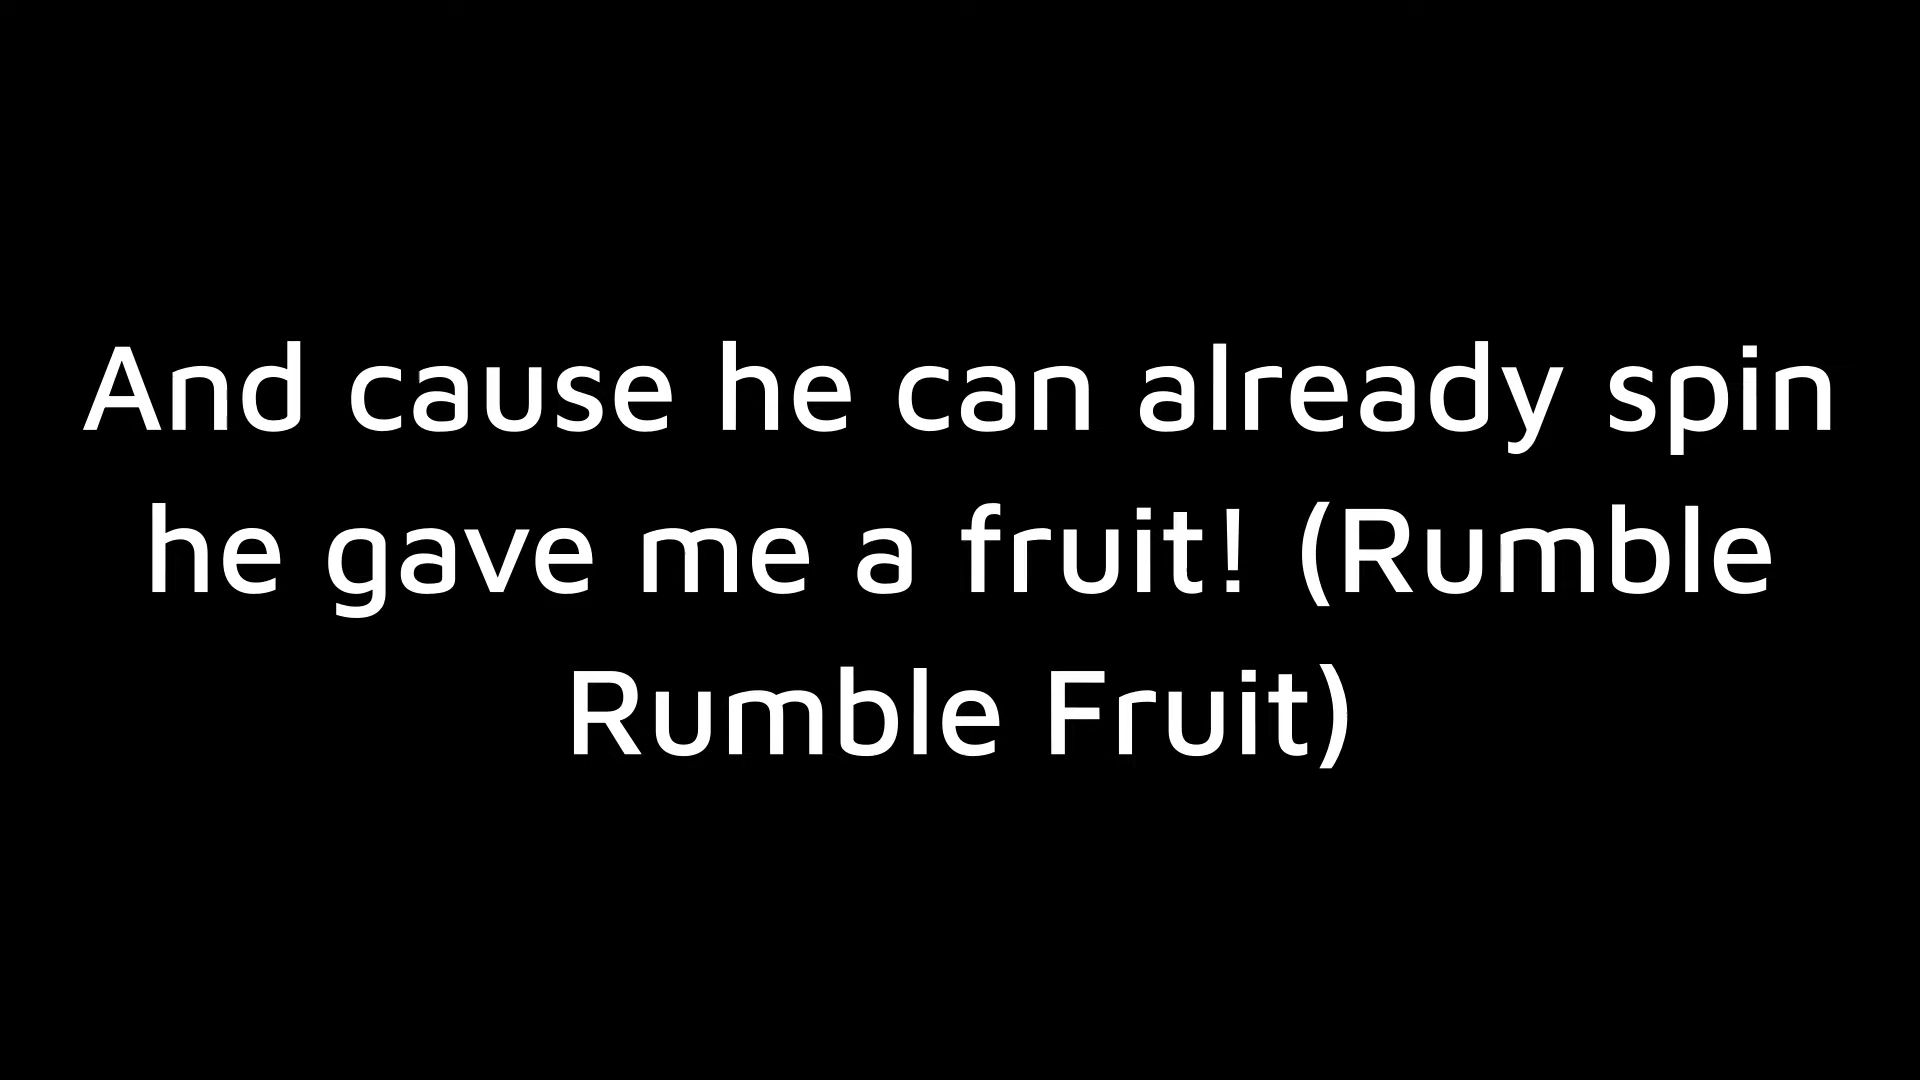 And cause he can already spin
he gave me a fruit! (Rumble
Rumble Fruit)